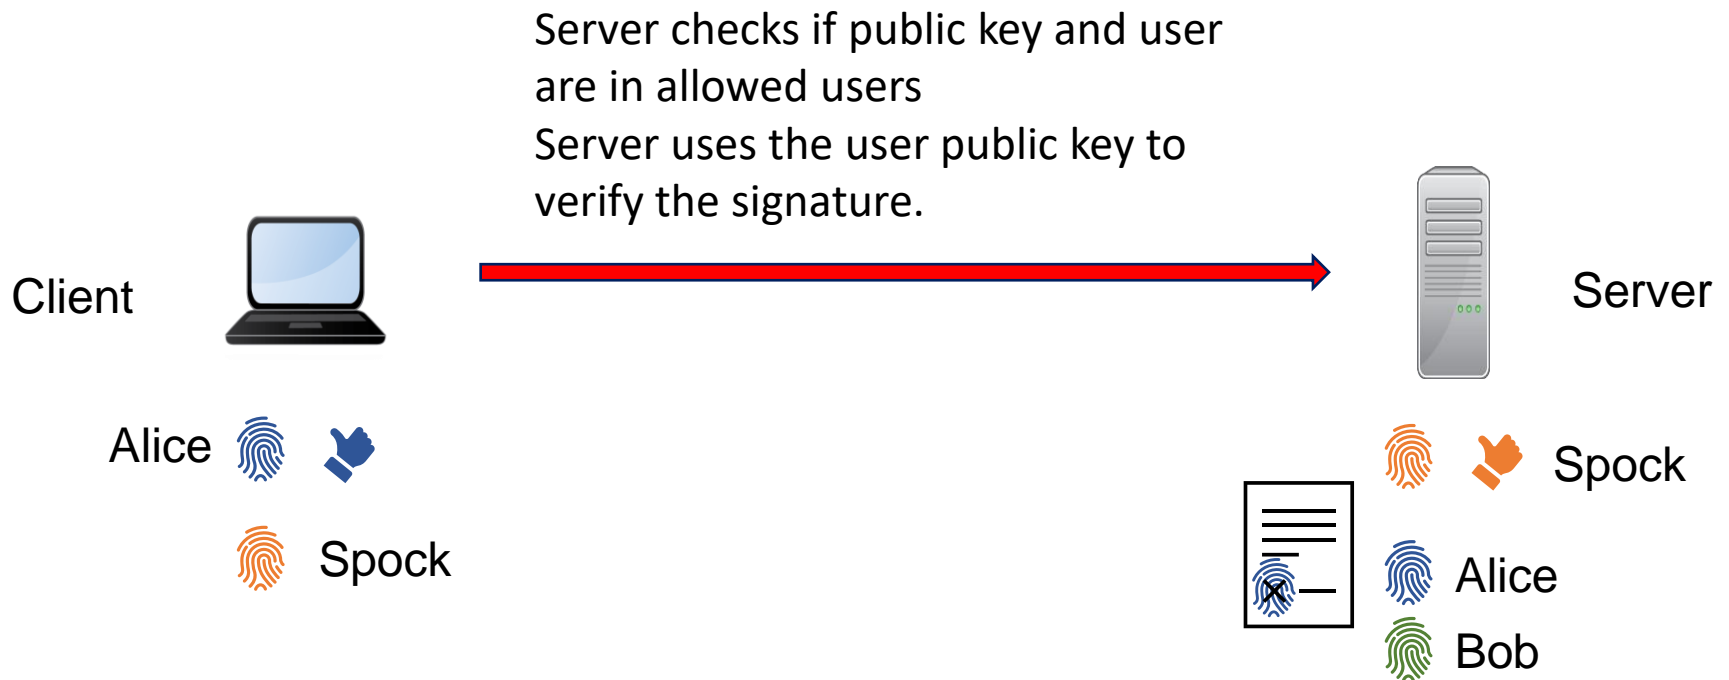 Server checks if public key and user
are in allowed users
Server uses the user public key to
verify the signature.
Client
Server
Alice
Spock
Spock
Alice
Bob